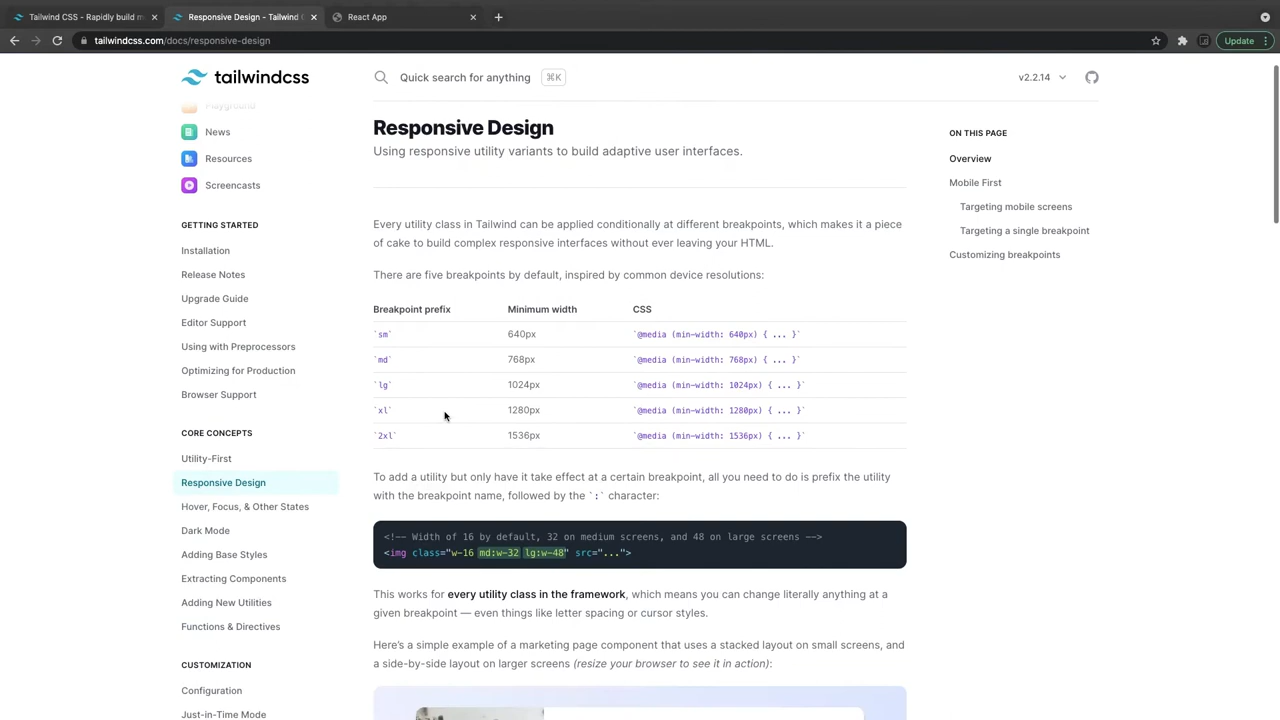 Tailwind CSS - Rapidly build m
Responsive Design - Tailwind C
React App
tailwindcss.com/docs/responsive-design
Update
tailwindcss
Quick search for anything
⌘K
v2.2.14
Playground
News
Resources
Screencasts
GETTING STARTED
Installation
Release Notes
Upgrade Guide
Editor Support
Using with Preprocessors
Optimizing for Production
Browser Support
CORE CONCEPTS
Utility-First
Responsive Design
Hover, Focus, & Other States
Dark Mode
Adding Base Styles
Extracting Components
Adding New Utilities
Functions & Directives
CUSTOMIZATION
Configuration
Just-in-Time Mode
Responsive Design
Using responsive utility variants to build adaptive user interfaces.
Every utility class in Tailwind can be applied conditionally at different breakpoints, which makes it a piece
of cake to build complex responsive interfaces without ever leaving your HTML.
There are five breakpoints by default, inspired by common device resolutions:
Breakpoint prefix Minimum width CSS
`sm` 640px `@media (min-width: 640px) { ... }`
`md` 768px `@media (min-width: 768px) { ... }`
`lg` 1024px `@media (min-width: 1024px) { ... }`
`xl` 1280px `@media (min-width: 1280px) { ... }`
`2xl` 1536px `@media (min-width: 1536px) { ... }`
To add a utility but only have it take effect at a certain breakpoint, all you need to do is prefix the utility
with the breakpoint name, followed by the `:` character:
<!-- Width of 16 by default, 32 on medium screens, and 48 on large screens -->
<img class="w-16 md:w-32 lg:w-48" src="...">
This works for every utility class in the framework, which means you can change literally anything at a
given breakpoint — even things like letter spacing or cursor styles.
Here's a simple example of a marketing page component that uses a stacked layout on small screens, and
a side-by-side layout on larger screens (resize your browser to see it in action):
ON THIS PAGE
Overview
Mobile First
Targeting mobile screens
Targeting a single breakpoint
Customizing breakpoints